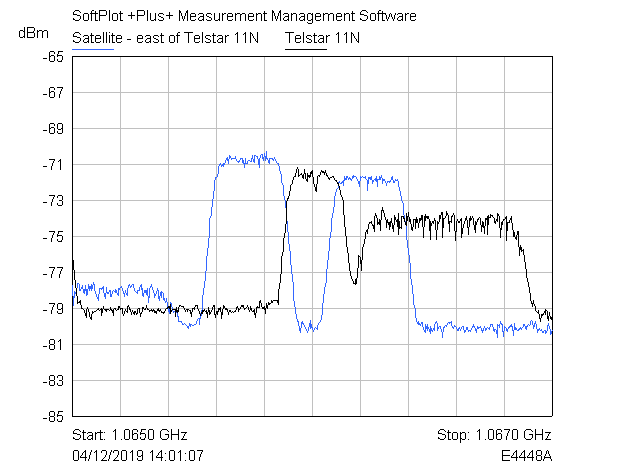 SoftPlot +Plus+ Measurement Management Software
dBm
Satellite - east of Telstar 11N Telstar 11N
-65
-67
-69
-71
-73
-75
-77
-79
-81
-83
-85
Start: 1.0650 GHz Stop: 1.0670 GHz
04/12/2019 14:01:07 E4448A